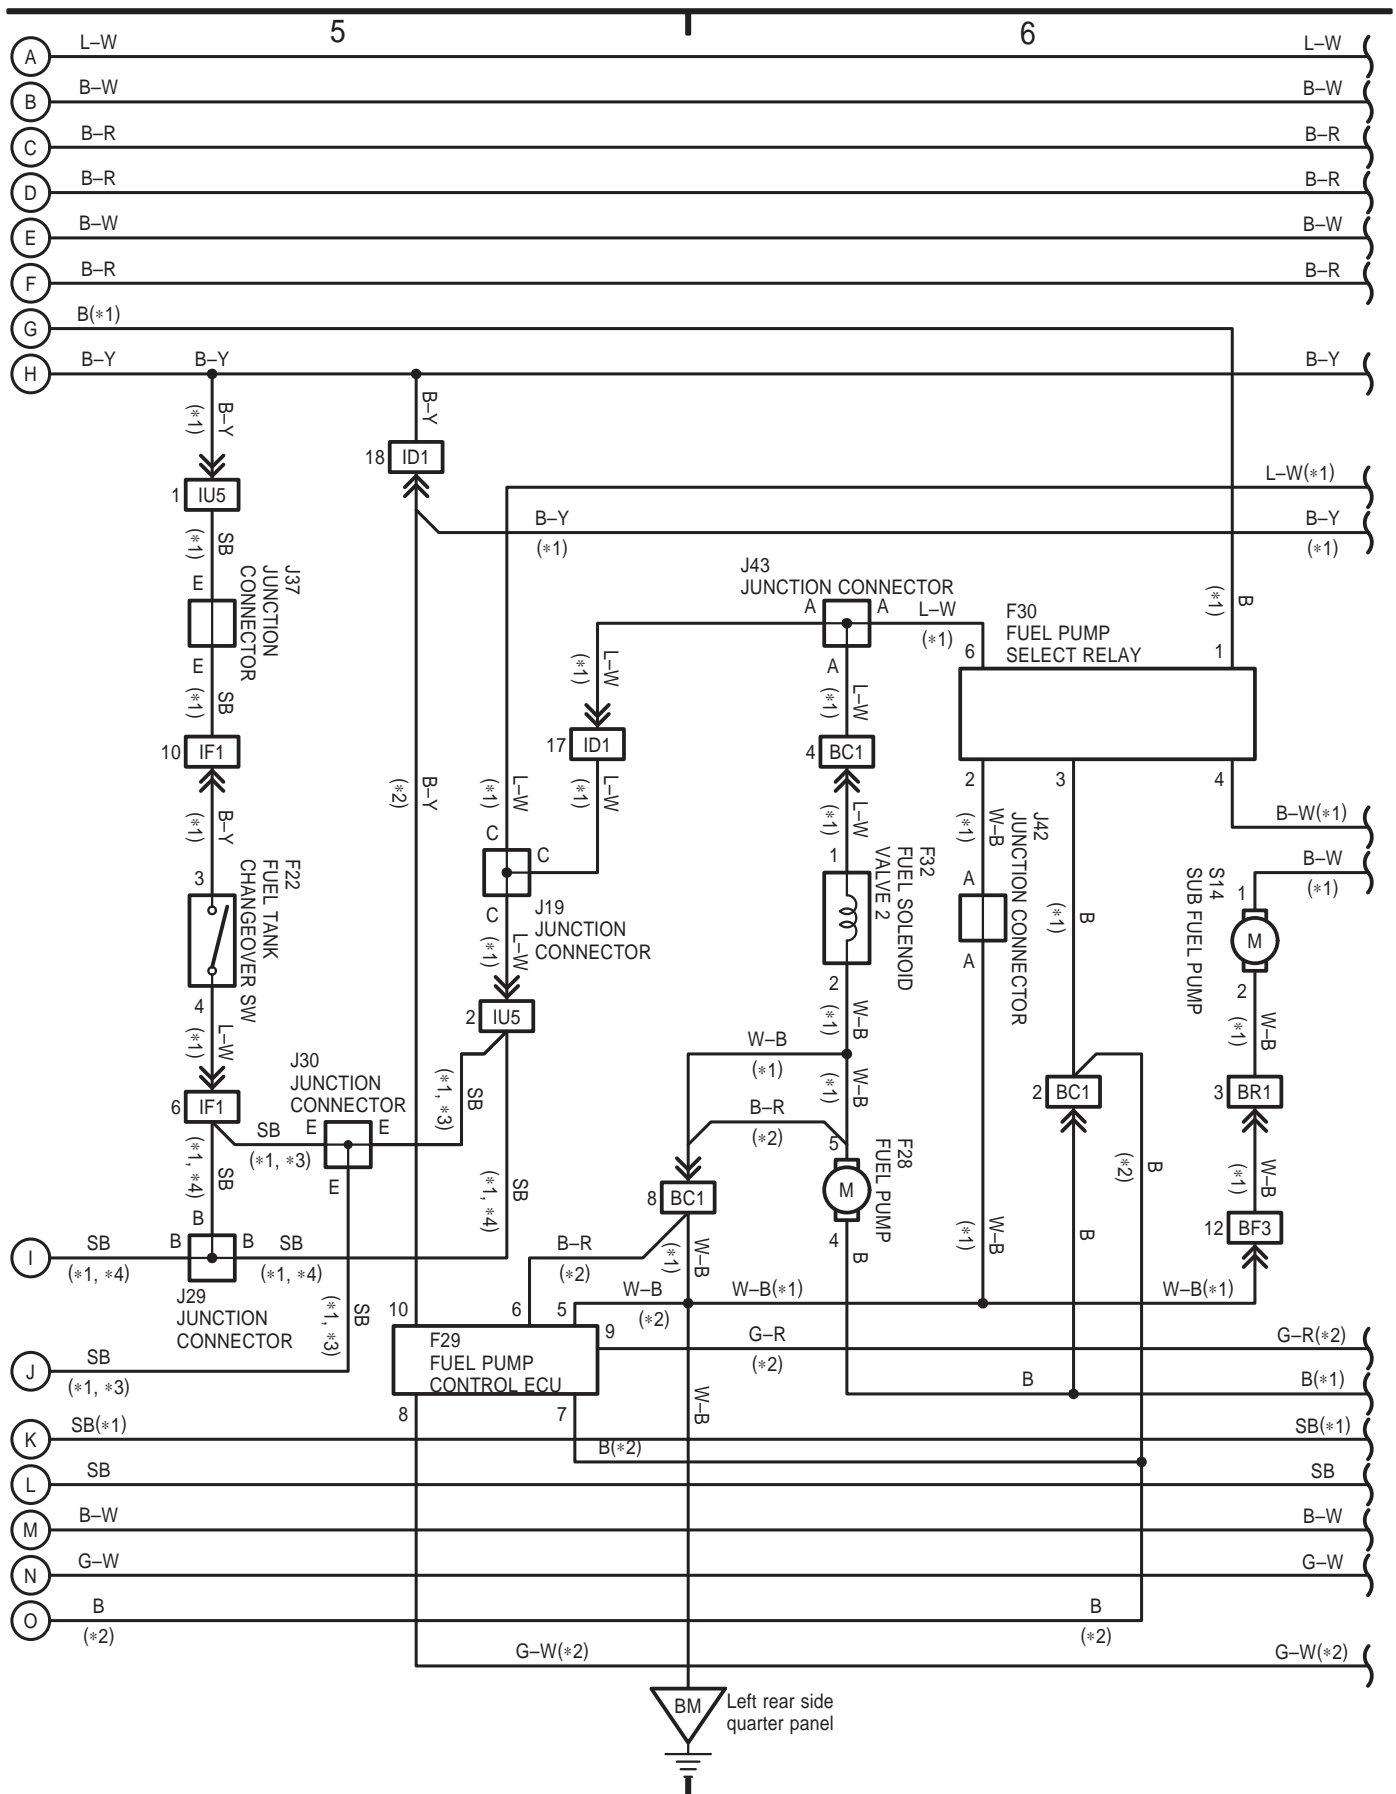 5
6
A
L–W
L–W
B
B–W
B–W
C
B–R
B–R
D
B–R
B–R
E
B–W
B–W
F
B–R
B–R
G
B(∗1)
H
B–Y
B–Y
B–Y
B–Y
(∗1)
B–Y
18
ID1
1
IU5
L–W(∗1)
B–Y
(∗1)
B–Y
(∗1)
SB
(∗1)
J37
JUNCTION
CONNECTOR
E
E
SB
(∗1)
J43
JUNCTION CONNECTOR
A
A
A
L–W
(∗1)
F30
FUEL PUMP
SELECT RELAY
6
1
B
(∗1)
L–W
(∗1)
L–W
(∗1)
10
IF1
17
ID1
4
BC1
2
3
4
B–Y
(∗1)
B–Y
(∗2)
L–W
(∗1)
L–W
(∗1)
L–W
(∗1)
W–B
(∗1)
J42
JUNCTION CONNECTOR
A
A
B–W(∗1)
B–W
(∗1)
F22
FUEL TANK
CHANGEOVER SW
3
4
C
C
C
J19
JUNCTION
CONNECTOR
L–W
(∗1)
F32
FUEL SOLENOID
VALVE 2
1
2
B
(∗1)
S14
SUB FUEL PUMP
1
M
2
L–W
(∗1)
2
IU5
W–B
(∗1)
W–B
(∗1)
W–B
(∗1)
W–B
(∗1)
6
IF1
J30
JUNCTION
CONNECTOR
SB
(∗1, ∗3)
E
E
E
SB
(∗1, ∗3)
B–R
(∗2)
2
BC1
3
BR1
SB
(∗1, ∗4)
SB
(∗1, ∗4)
8
BC1
5
M
4
F28
FUEL PUMP
B
(∗2)
W–B
(∗1)
12
BF3
I
SB
(∗1, ∗4)
B
B
B
SB
(∗1, ∗4)
J29
JUNCTION
CONNECTOR
SB
(∗1, ∗3)
B–R
(∗2)
W–B
(∗1)
B
W–B
(∗1)
B
10
6
5
W–B
(∗2)
W–B(∗1)
W–B(∗1)
F29
FUEL PUMP
CONTROL ECU
9
8
7
G–R
(∗2)
G–R(∗2)
J
SB
(∗1, ∗3)
B
B(∗1)
W–B
K
SB(∗1)
SB(∗1)
B(∗2)
L
SB
SB
M
B–W
B–W
N
G–W
G–W
O
B
(∗2)
B
(∗2)
G–W(∗2)
G–W(∗2)
BM
Left rear side
quarter panel